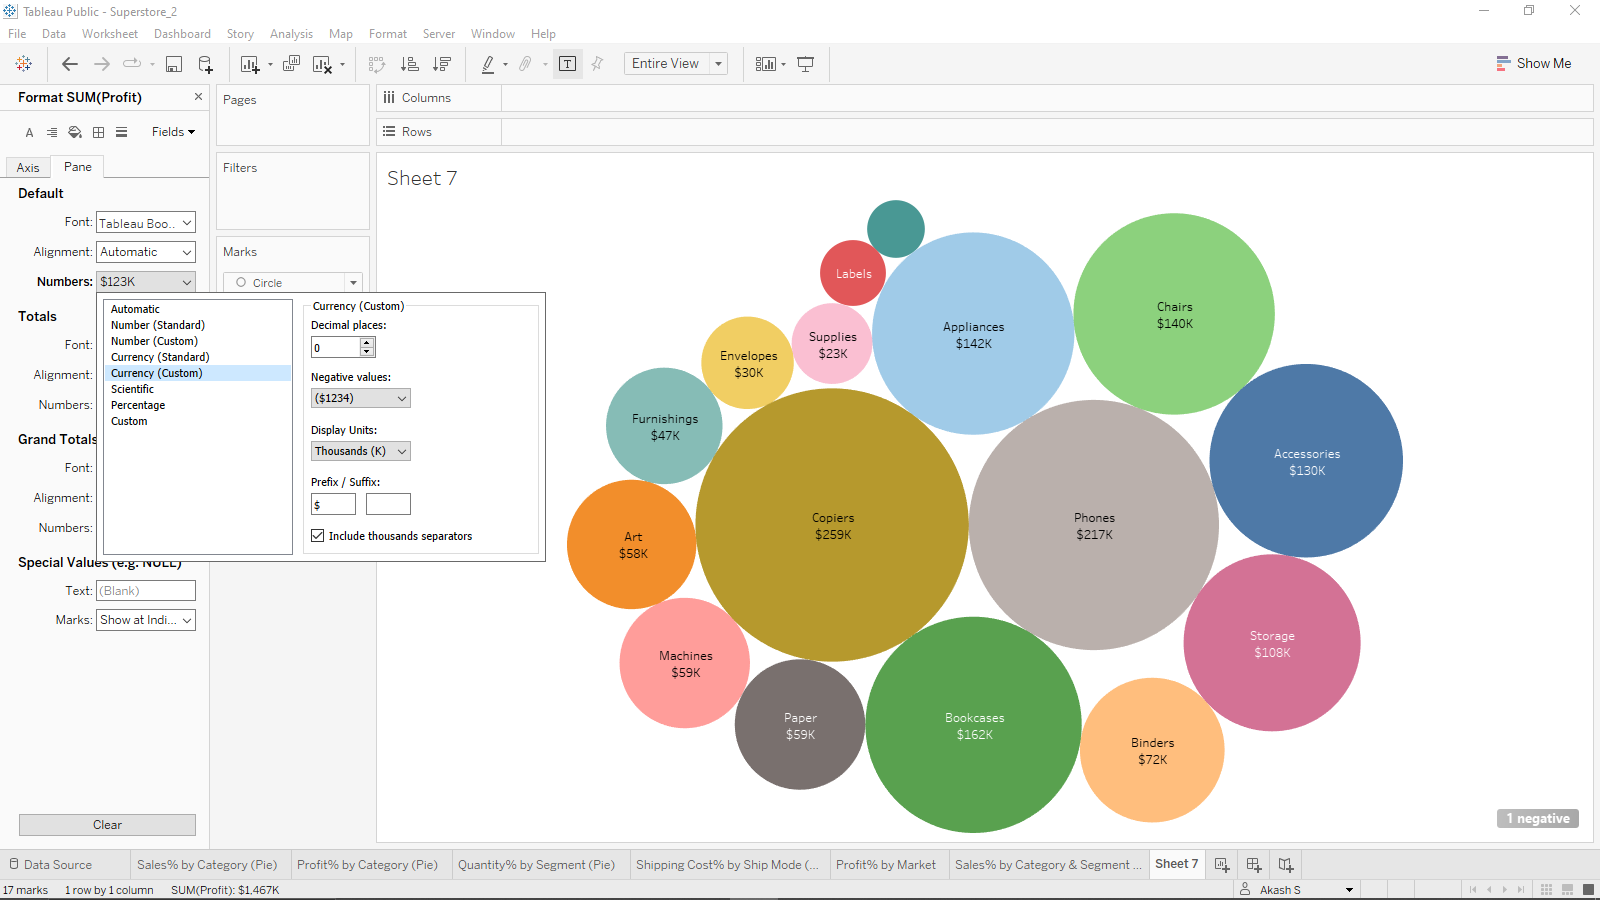 Tableau Public - Superstore_2
File Data Worksheet Dashboard Story Analysis Map Format Server Window Help
Entire View
Show Me
Format SUM(Profit)
Fields
Axis Pane
Default
Font: Tableau Boo..
Alignment: Automatic
Numbers: $123K
Totals
Font:
Alignment:
Numbers:
Grand Totals
Font:
Alignment:
Numbers:
Special Values (e.g. NULL)
Text: (Blank)
Marks: Show at Indi...
Clear
Automatic
Number (Standard)
Number (Custom)
Currency (Standard)
Currency (Custom)
Scientific
Percentage
Custom
Currency (Custom)
Decimal places:
0
Negative values:
($1234)
Display Units:
Thousands (K)
Prefix / Suffix:
$
Include thousands separators
Pages
Filters
Marks
Circle
Columns
Rows
Sheet 7
Labels
Appliances
$142K
Chairs
$140K
Supplies
$23K
Envelopes
$30K
Furnishings
$47K
Accessories
$130K
Copiers
$259K
Phones
$217K
Art
$58K
Storage
$108K
Machines
$59K
Paper
$59K
Bookcases
$162K
Binders
$72K
1 negative
Data Source
Sales% by Category (Pie)
Profit% by Category (Pie)
Quantity% by Segment (Pie)
Shipping Cost% by Ship Mode (...
Profit% by Market
Sales% by Category & Segment ...
Sheet 7
17 marks 1 row by 1 column SUM(Profit): $1,467K
Akash S